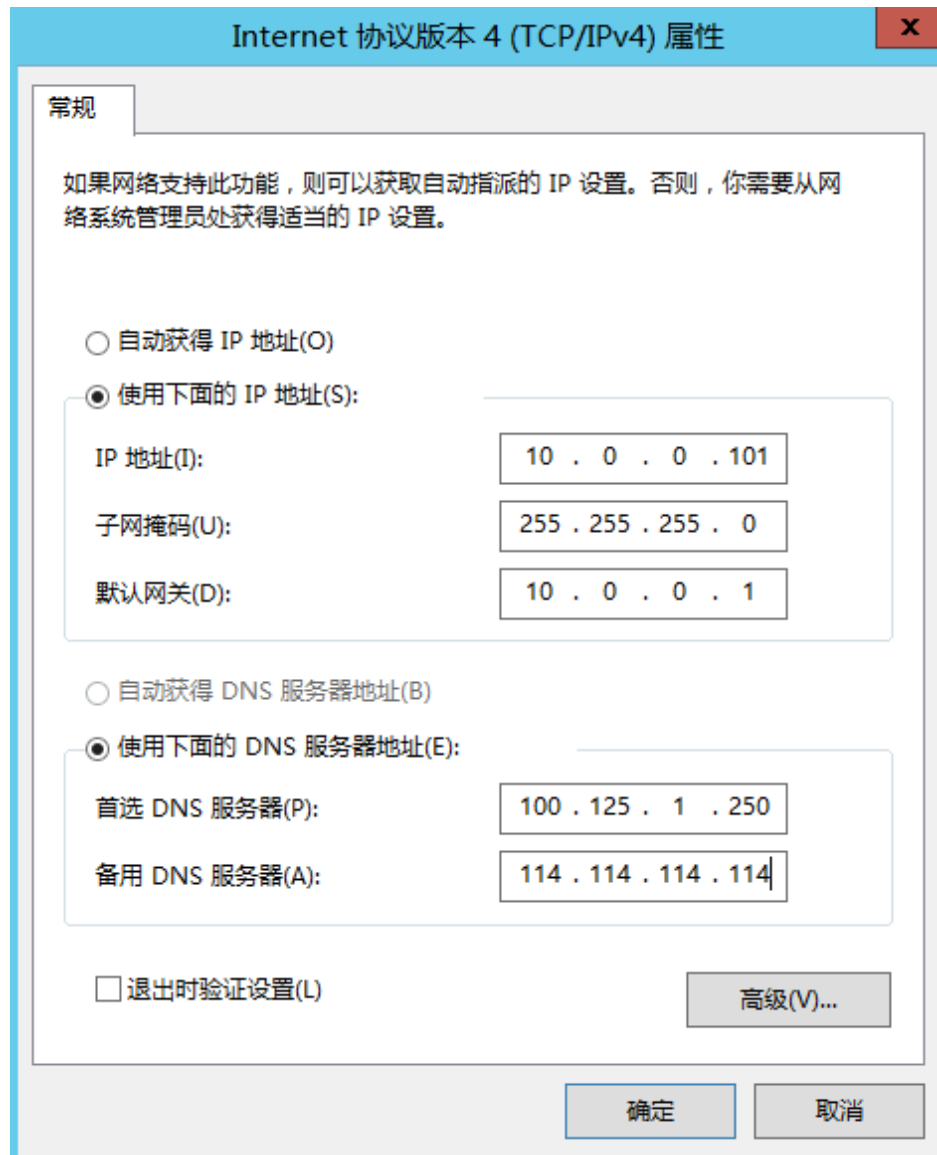 Internet 协议版本 4 (TCP/IPv4) 属性
x
常规
如果网络支持此功能，则可以获取自动指派的 IP 设置。否则，你需要从网
络系统管理员处获得适当的 IP 设置。
自动获得 IP 地址(O)
使用下面的 IP 地址(S):
IP 地址(I): 10 . 0 . 0 . 101
子网掩码(U): 255 . 255 . 255 . 0
默认网关(D): 10 . 0 . 0 . 1
自动获得 DNS 服务器地址(B)
使用下面的 DNS 服务器地址(E):
首选 DNS 服务器(P): 100 . 125 . 1 . 250
备用 DNS 服务器(A): 114 . 114 . 114 . 114
退出时验证设置(L)
高级(V)...
确定 取消